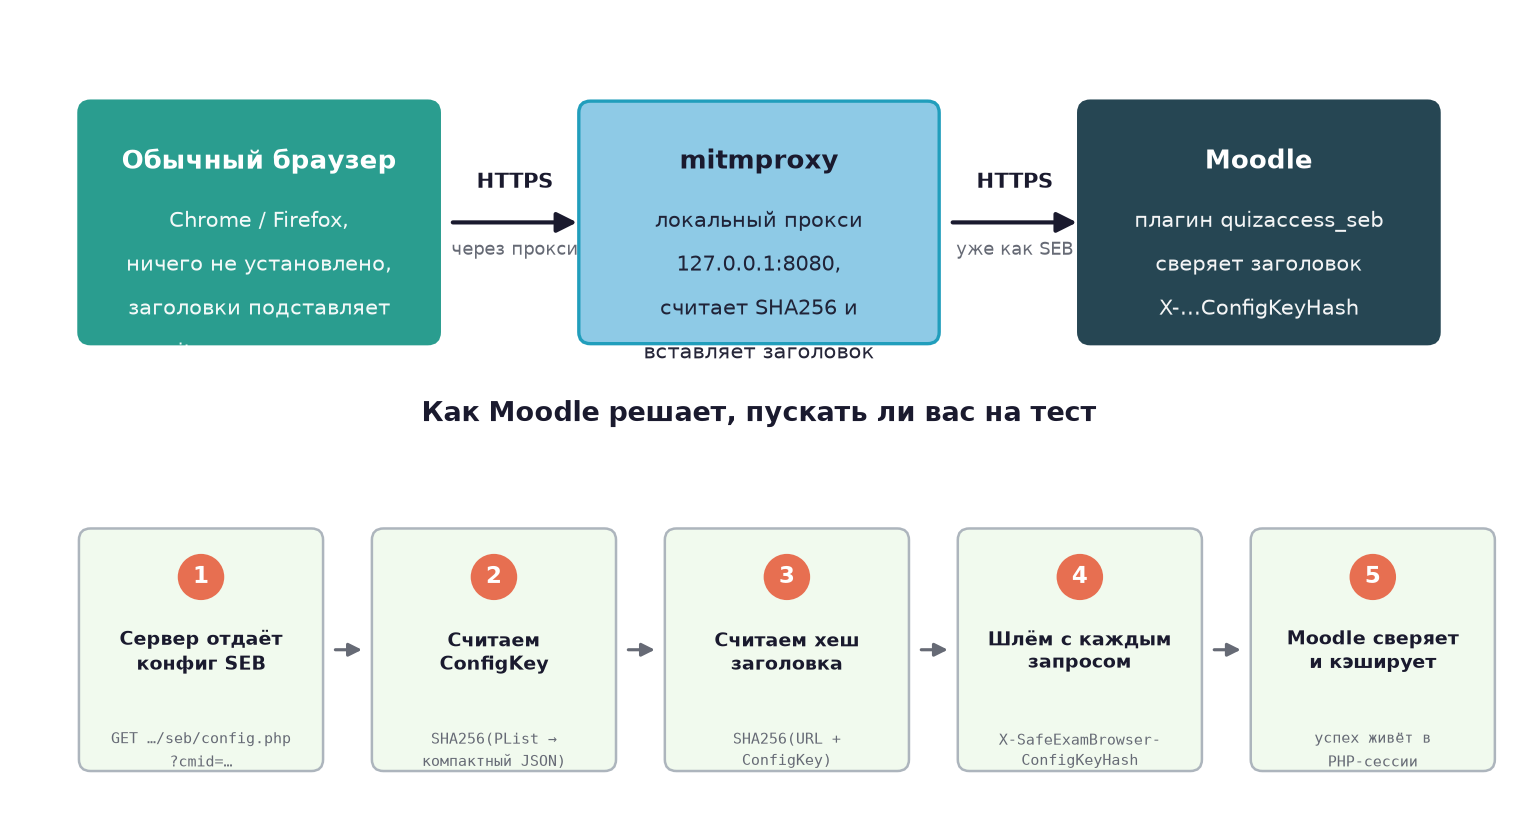 Обычный браузер
Chrome / Firefox,
ничего не установлено,
заголовки подставляет
HTTPS
через прокси
mitmproxy
локальный прокси
127.0.0.1:8080,
считает SHA256 и
вставляет заголовок
HTTPS
уже как SEB
Moodle
плагин quizaccess_seb
сверяет заголовок
X-…ConfigKeyHash
Как Moodle решает, пускать ли вас на тест
1
Сервер отдаёт
конфиг SEB
GET …/seb/config.php
?cmid=…
2
Считаем
ConfigKey
SHA256(PList →
компактный JSON)
3
Считаем хеш
заголовка
SHA256(URL +
ConfigKey)
4
Шлём с каждым
запросом
X-SafeExamBrowser-
ConfigKeyHash
5
Moodle сверяет
и кэширует
успех живёт в
PHP-сессии